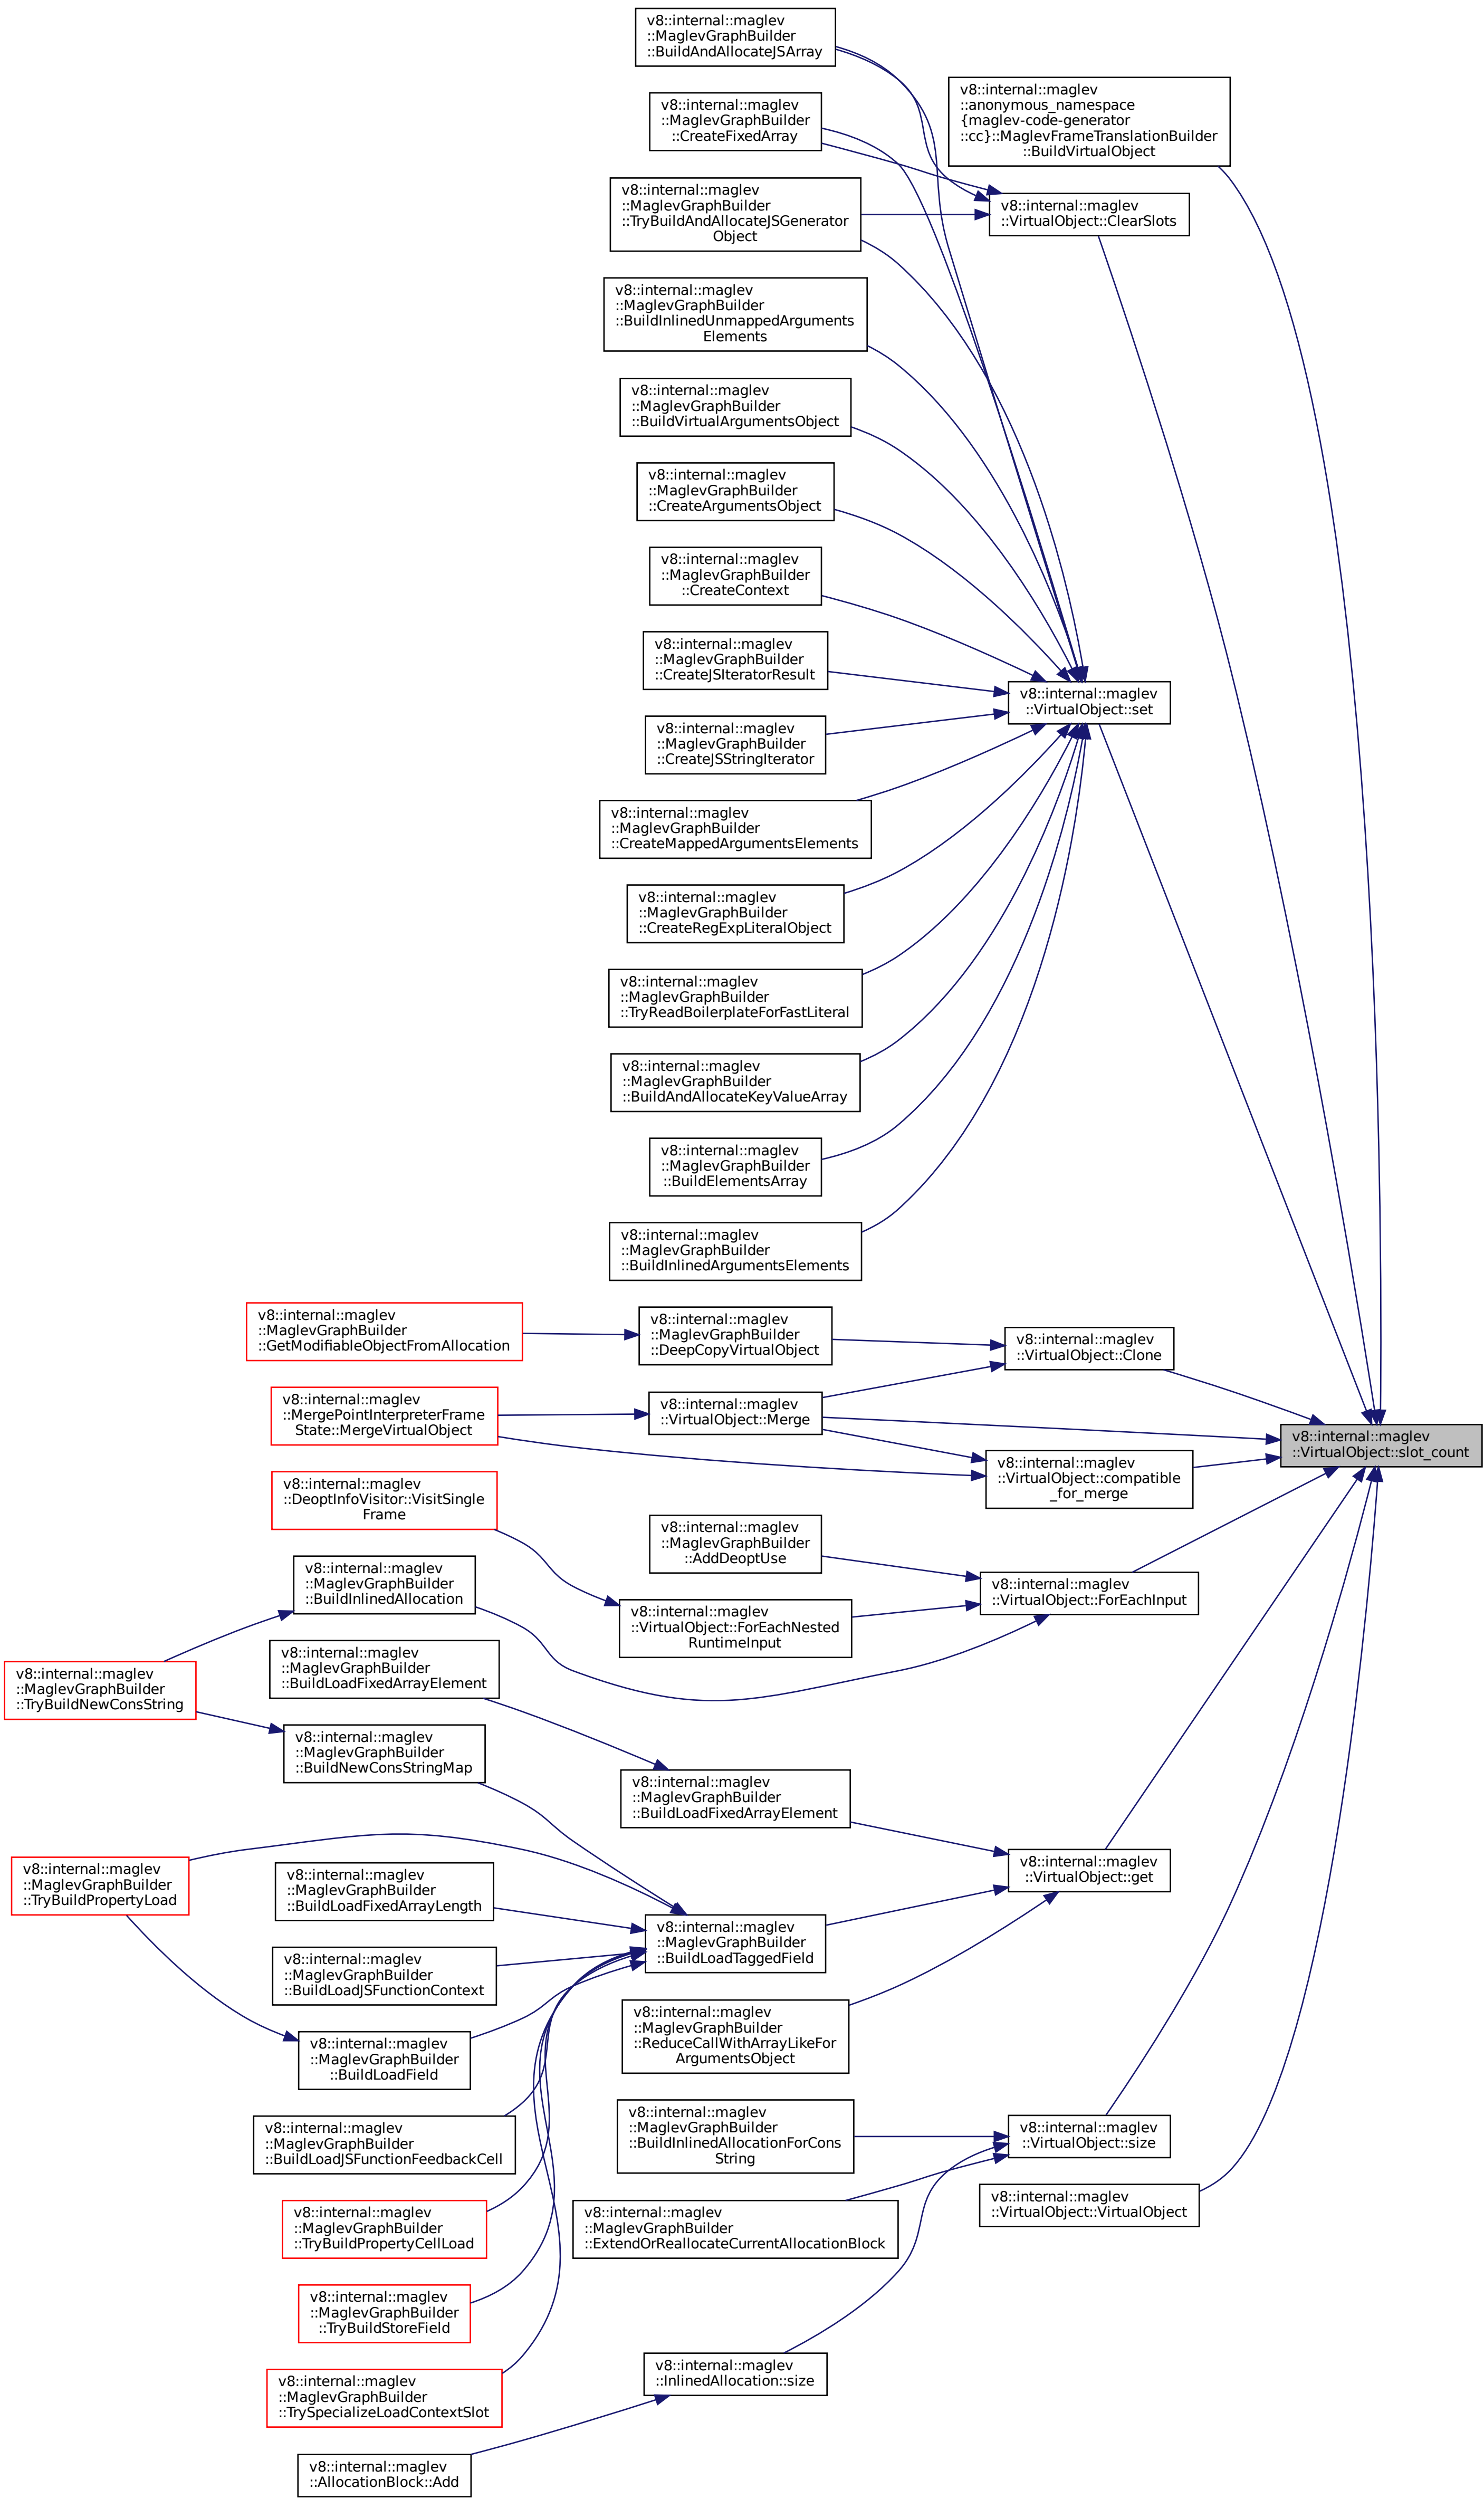 v8::internal::maglev
::MaglevGraphBuilder
::BuildAndAllocateJSArray
v8::internal::maglev
::anonymous_namespace
{maglev-code-generator
::cc}::MaglevFrameTranslationBuilder
::BuildVirtualObject
v8::internal::maglev
::MaglevGraphBuilder
::CreateFixedArray
v8::internal::maglev
::MaglevGraphBuilder
::TryBuildAndAllocateJSGenerator
Object
v8::internal::maglev
::VirtualObject::ClearSlots
v8::internal::maglev
::MaglevGraphBuilder
::BuildInlinedUnmappedArguments
Elements
v8::internal::maglev
::MaglevGraphBuilder
::BuildVirtualArgumentsObject
v8::internal::maglev
::MaglevGraphBuilder
::CreateArgumentsObject
v8::internal::maglev
::MaglevGraphBuilder
::CreateContext
v8::internal::maglev
::MaglevGraphBuilder
::CreateJSIteratorResult
v8::internal::maglev
::VirtualObject::set
v8::internal::maglev
::MaglevGraphBuilder
::CreateJSStringIterator
v8::internal::maglev
::MaglevGraphBuilder
::CreateMappedArgumentsElements
v8::internal::maglev
::MaglevGraphBuilder
::CreateRegExpLiteralObject
v8::internal::maglev
::MaglevGraphBuilder
::TryReadBoilerplateForFastLiteral
v8::internal::maglev
::MaglevGraphBuilder
::BuildAndAllocateKeyValueArray
v8::internal::maglev
::MaglevGraphBuilder
::BuildElementsArray
v8::internal::maglev
::MaglevGraphBuilder
::BuildInlinedArgumentsElements
v8::internal::maglev
::MaglevGraphBuilder
::GetModifiableObjectFromAllocation
v8::internal::maglev
::MaglevGraphBuilder
::DeepCopyVirtualObject
v8::internal::maglev
::VirtualObject::Clone
v8::internal::maglev
::MergePointInterpreterFrame
State::MergeVirtualObject
v8::internal::maglev
::VirtualObject::Merge
v8::internal::maglev
::VirtualObject::slot_count
v8::internal::maglev
::VirtualObject::compatible
_for_merge
v8::internal::maglev
::DeoptInfoVisitor::VisitSingle
Frame
v8::internal::maglev
::MaglevGraphBuilder
::AddDeoptUse
v8::internal::maglev
::MaglevGraphBuilder
::BuildInlinedAllocation
v8::internal::maglev
::VirtualObject::ForEachInput
v8::internal::maglev
::VirtualObject::ForEachNested
RuntimeInput
v8::internal::maglev
::MaglevGraphBuilder
::BuildLoadFixedArrayElement
v8::internal::maglev
::MaglevGraphBuilder
::TryBuildNewConsString
v8::internal::maglev
::MaglevGraphBuilder
::BuildNewConsStringMap
v8::internal::maglev
::MaglevGraphBuilder
::BuildLoadFixedArrayElement
v8::internal::maglev
::MaglevGraphBuilder
::TryBuildPropertyLoad
v8::internal::maglev
::VirtualObject::get
v8::internal::maglev
::MaglevGraphBuilder
::BuildLoadFixedArrayLength
v8::internal::maglev
::MaglevGraphBuilder
::BuildLoadTaggedField
v8::internal::maglev
::MaglevGraphBuilder
::BuildLoadJSFunctionContext
v8::internal::maglev
::MaglevGraphBuilder
::ReduceCallWithArrayLikeFor
ArgumentsObject
v8::internal::maglev
::MaglevGraphBuilder
::BuildLoadField
v8::internal::maglev
::MaglevGraphBuilder
::BuildInlinedAllocationForCons
String
v8::internal::maglev
::VirtualObject::size
v8::internal::maglev
::MaglevGraphBuilder
::BuildLoadJSFunctionFeedbackCell
v8::internal::maglev
::VirtualObject::VirtualObject
v8::internal::maglev
::MaglevGraphBuilder
::TryBuildPropertyCellLoad
v8::internal::maglev
::MaglevGraphBuilder
::ExtendOrReallocateCurrentAllocationBlock
v8::internal::maglev
::MaglevGraphBuilder
::TryBuildStoreField
v8::internal::maglev
::InlinedAllocation::size
v8::internal::maglev
::MaglevGraphBuilder
::TrySpecializeLoadContextSlot
v8::internal::maglev
::AllocationBlock::Add